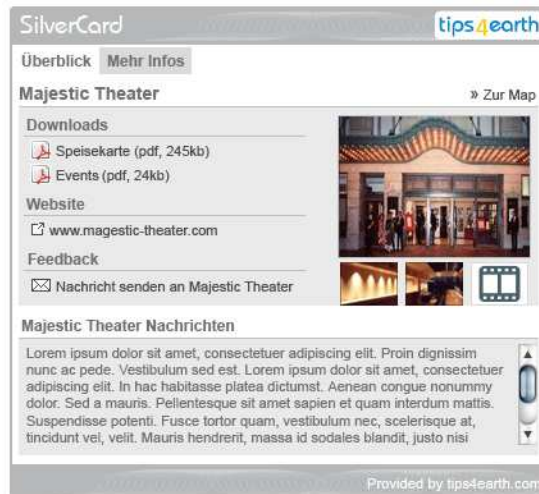 SilverCard
tips4earth
Überblick Mehr Infos
Majestic Theater
» Zur Map
Downloads
Speisekarte (pdf, 245kb)
Events (pdf, 24kb)
Website
www.magestic-theater.com
Feedback
Nachricht senden an Majestic Theater
Majestic Theater Nachrichten
Lorem ipsum dolor sit amet, consectetuer adipiscing elit. Proin dignissim
nunc ac pede. Vestibulum sed est. Lorem ipsum dolor sit amet, consectetuer
adipiscing elit. In hac habitasse platea dictumst. Aenean congue nonummy
dolor. Sed a mauris. Pellentesque sit amet sapien et quam interdum mattis.
Suspendisse potenti. Fusce tortor quam, vestibulum nec, scelerisque at,
tincidunt vel, velit. Mauris hendrerit, massa id sodales blandit, justo nisi
Provided by tips4earth.com